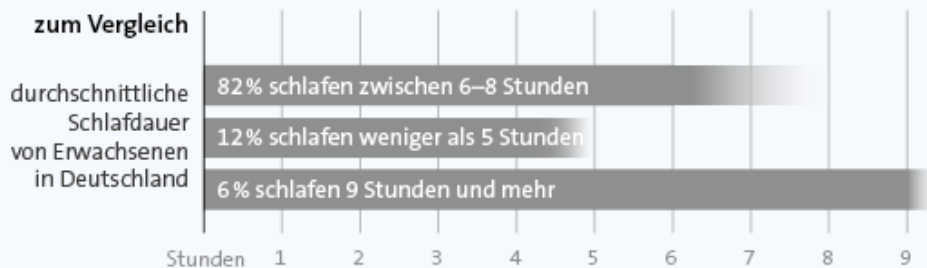 zum Vergleich
durchschnittliche
Schlafdauer
von Erwachsenen
in Deutschland
82% schlafen zwischen 6–8 Stunden
12% schlafen weniger als 5 Stunden
6% schlafen 9 Stunden und mehr
Stunden 1 2 3 4 5 6 7 8 9